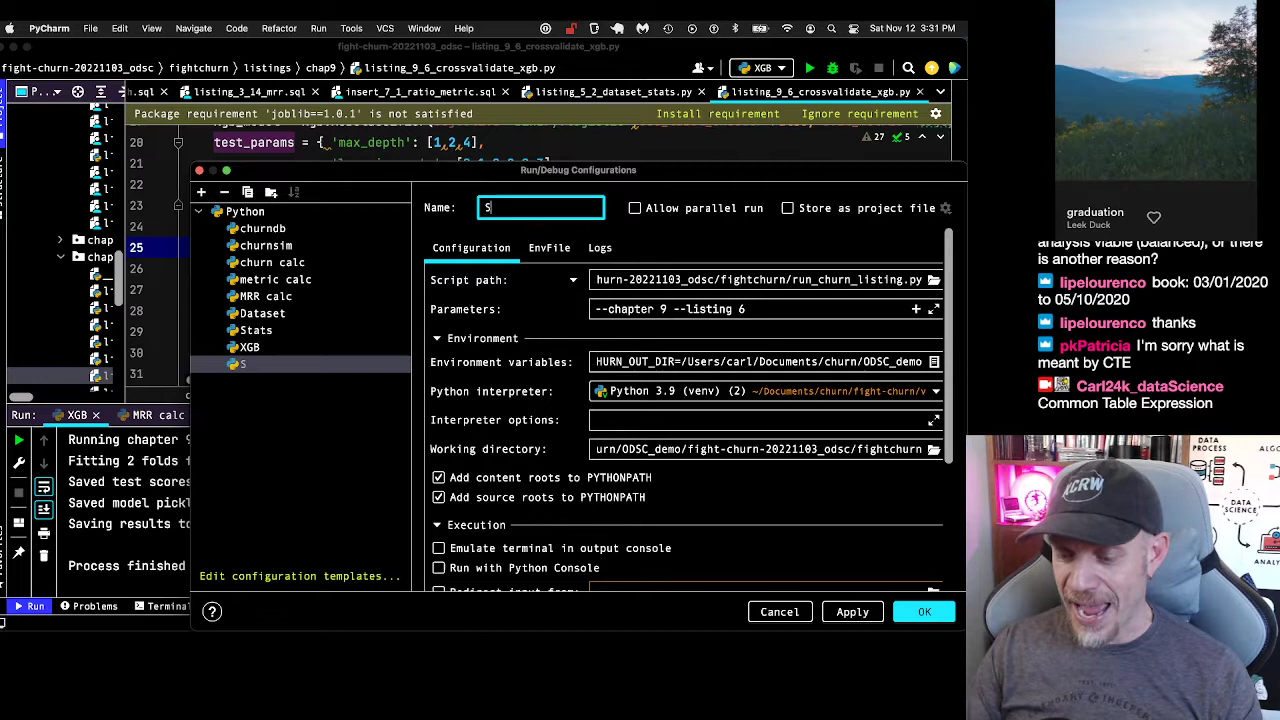 PyCharm File Edit View Navigate Code Refactor Run Tools VCS Window Help Sat Nov 12 3:31 PM
fight-churn-20221103_odsc – listing_9_6_crossvalidate_xgb.py
fight-churn-20221103_odsc fightchurn listings chap9 listing_9_6_crossvalidate_xgb.py XGB
P... h.sql listing_3_14_mrr.sql insert_7_1_ratio_metric.sql listing_5_2_dataset_stats.py listing_9_6_crossvalidate_xgb.py
Package requirement 'joblib==1.0.1' is not satisfied Install requirement Ignore requirement
20 test_params = { 'max_depth': [1,2,4], 27 5
21
22
23
24
25
26
28
29
30
31
chap
chap
Run/Debug Configurations
Python
churndb
churnsim
churn calc
metric calc
MRR calc
Dataset
Stats
XGB
S
Edit configuration templates...
Name: S Allow parallel run Store as project file
Configuration EnvFile Logs
Script path: hurn-20221103_odsc/fightchurn/run_churn_listing.py
Parameters: --chapter 9 --listing 6
Environment
Environment variables: HURN_OUT_DIR=/Users/carl/Documents/churn/ODSC_demo
Python interpreter: Python 3.9 (venv) (2) ~/Documents/churn/fight-churn/v
Interpreter options:
Working directory: urn/ODSC_demo/fight-churn-20221103_odsc/fightchurn
Add content roots to PYTHONPATH
Add source roots to PYTHONPATH
Execution
Emulate terminal in output console
Run with Python Console
Cancel Apply OK
Run: XGB MRR calc
Running chapter 9
Fitting 2 folds
Saved test score
Saved model pick
Saving results to
Process finished
Run Problems Terminal
graduation
Leek Duck
analysis viable (balanced), or there
is another reason?
lipelourenco book: 03/01/2020
to 05/10/2020
lipelourenco thanks
pkPatricia I'm sorry what is
meant by CTE
Carl24k_dataScience
Common Table Expression
KCRW
DATA
PROCESS
DATA
SCIENCE